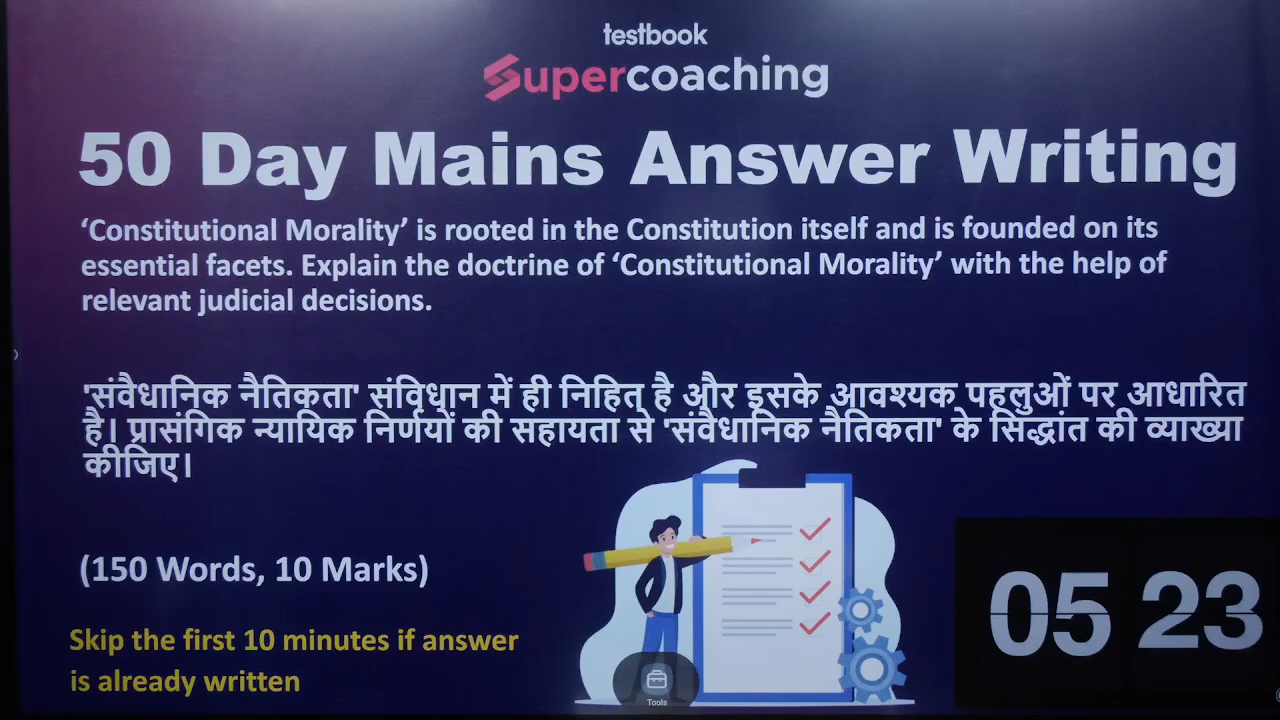 testbook
Supercoaching
50 Day Mains Answer Writing
‘Constitutional Morality’ is rooted in the Constitution itself and is founded on its
essential facets. Explain the doctrine of ‘Constitutional Morality’ with the help of
relevant judicial decisions.
'संवैधानिक नैतिकता' संविधान में ही निहित है और इसके आवश्यक पहलुओं पर आधारित
है। प्रासंगिक न्यायिक निर्णयों की सहायता से 'संवैधानिक नैतिकता' के सिद्धांत की व्याख्या
कीजिए।
(150 Words, 10 Marks)
Skip the first 10 minutes if answer
is already written
05 23
Tools